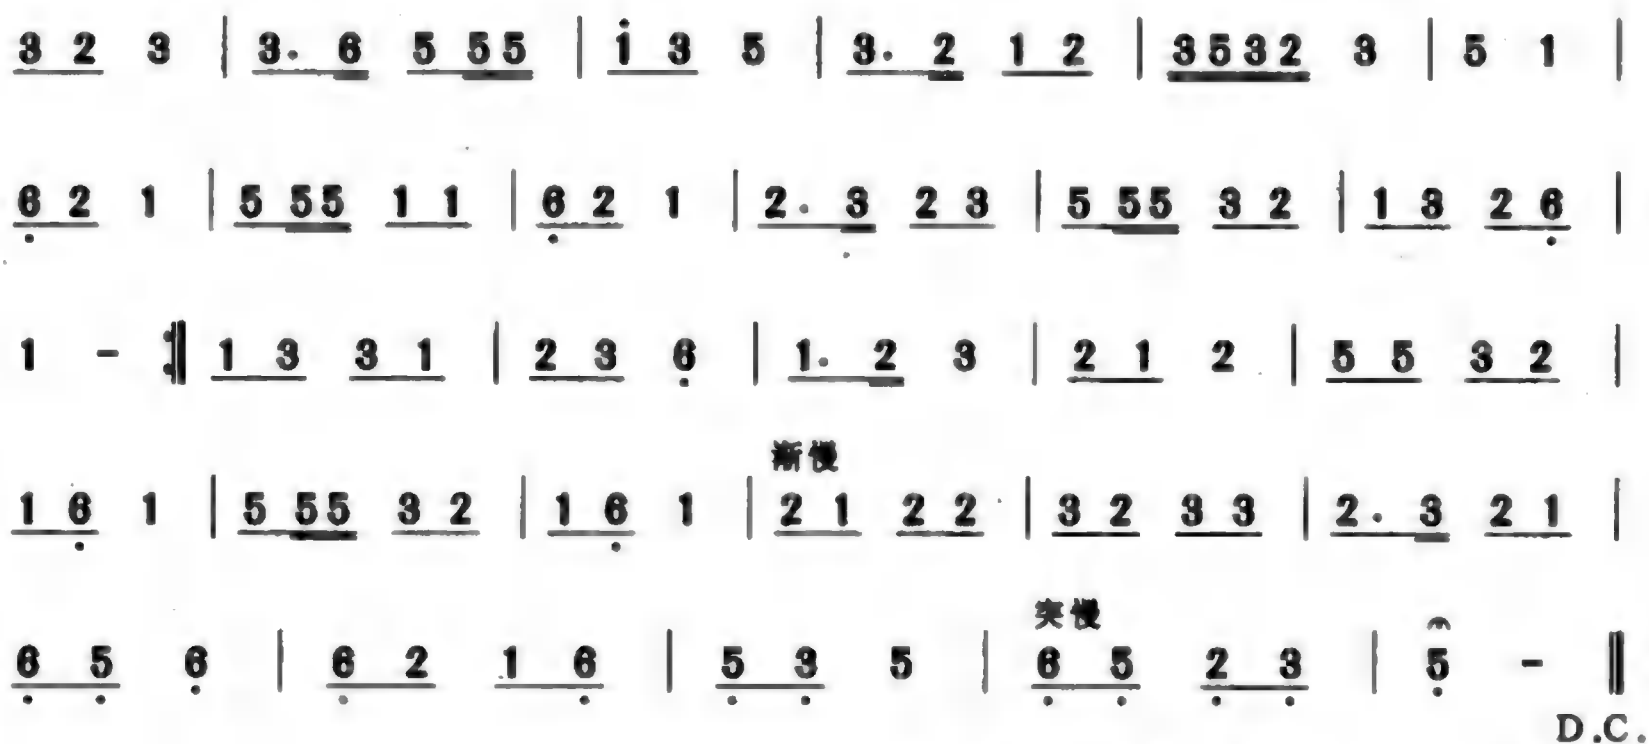 3 2 3 | 3. 6 5 55 | i 3 5 | 3. 2 1 2 | 3532 3 | 5 1 |
6 2 1 | 5 55 1 1 | 6 2 1 | 2. 3 2 3 | 5 55 3 2 | 1 3 2 6 |
1 - :‖ 1 3 3 1 | 2 3 6 | 1. 2 3 | 2 1 2 | 5 5 3 2 |
渐慢
1 6 1 | 5 55 3 2 | 1 6 1 | 2 1 2 2 | 3 2 3 3 | 2. 3 2 1 |
突慢
6 5 6 | 6 2 1 6 | 5 3 5 | 6 5 2 3 | 5 - ‖
D.C.